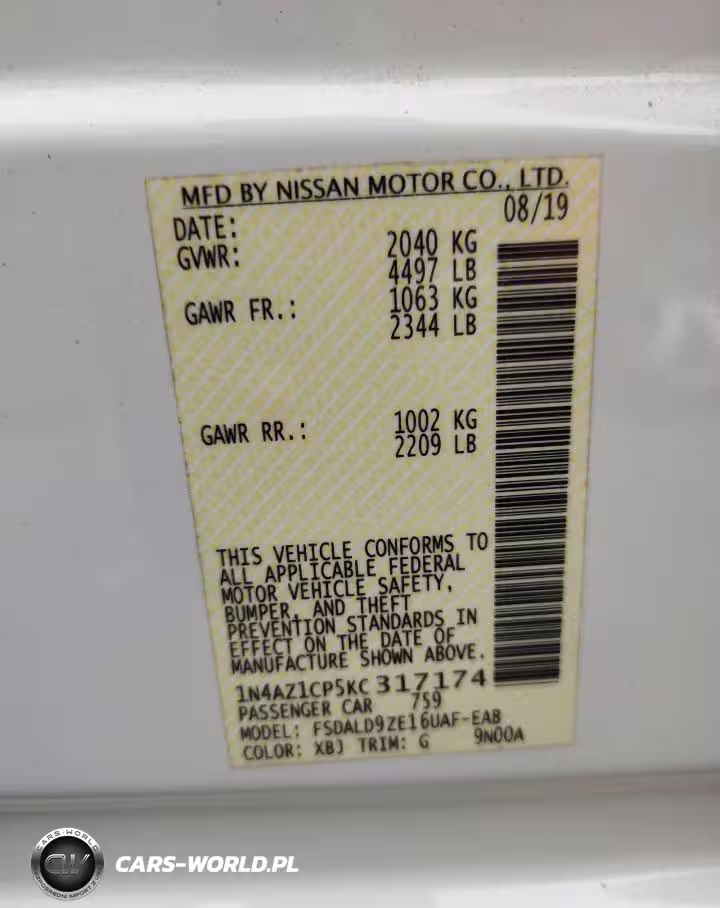 MFD BY NISSAN MOTOR CO., LTD.
DATE: 08/19
GVWR: 2040 KG
4497 LB
GAWR FR.: 1063 KG
2344 LB
GAWR RR.: 1002 KG
2209 LB
THIS VEHICLE CONFORMS TO
ALL APPLICABLE FEDERAL
MOTOR VEHICLE SAFETY,
BUMPER, AND THEFT
PREVENTION STANDARDS IN
EFFECT ON THE DATE OF
MANUFACTURE SHOWN ABOVE.
1N4AZ1CP5KC317174
PASSENGER CAR 759
MODEL: FSDALD9ZE16UAF-EAB
COLOR: XBJ TRIM: G 9N00A
CARS-WORLD
CW
CARS-WORLD.PL